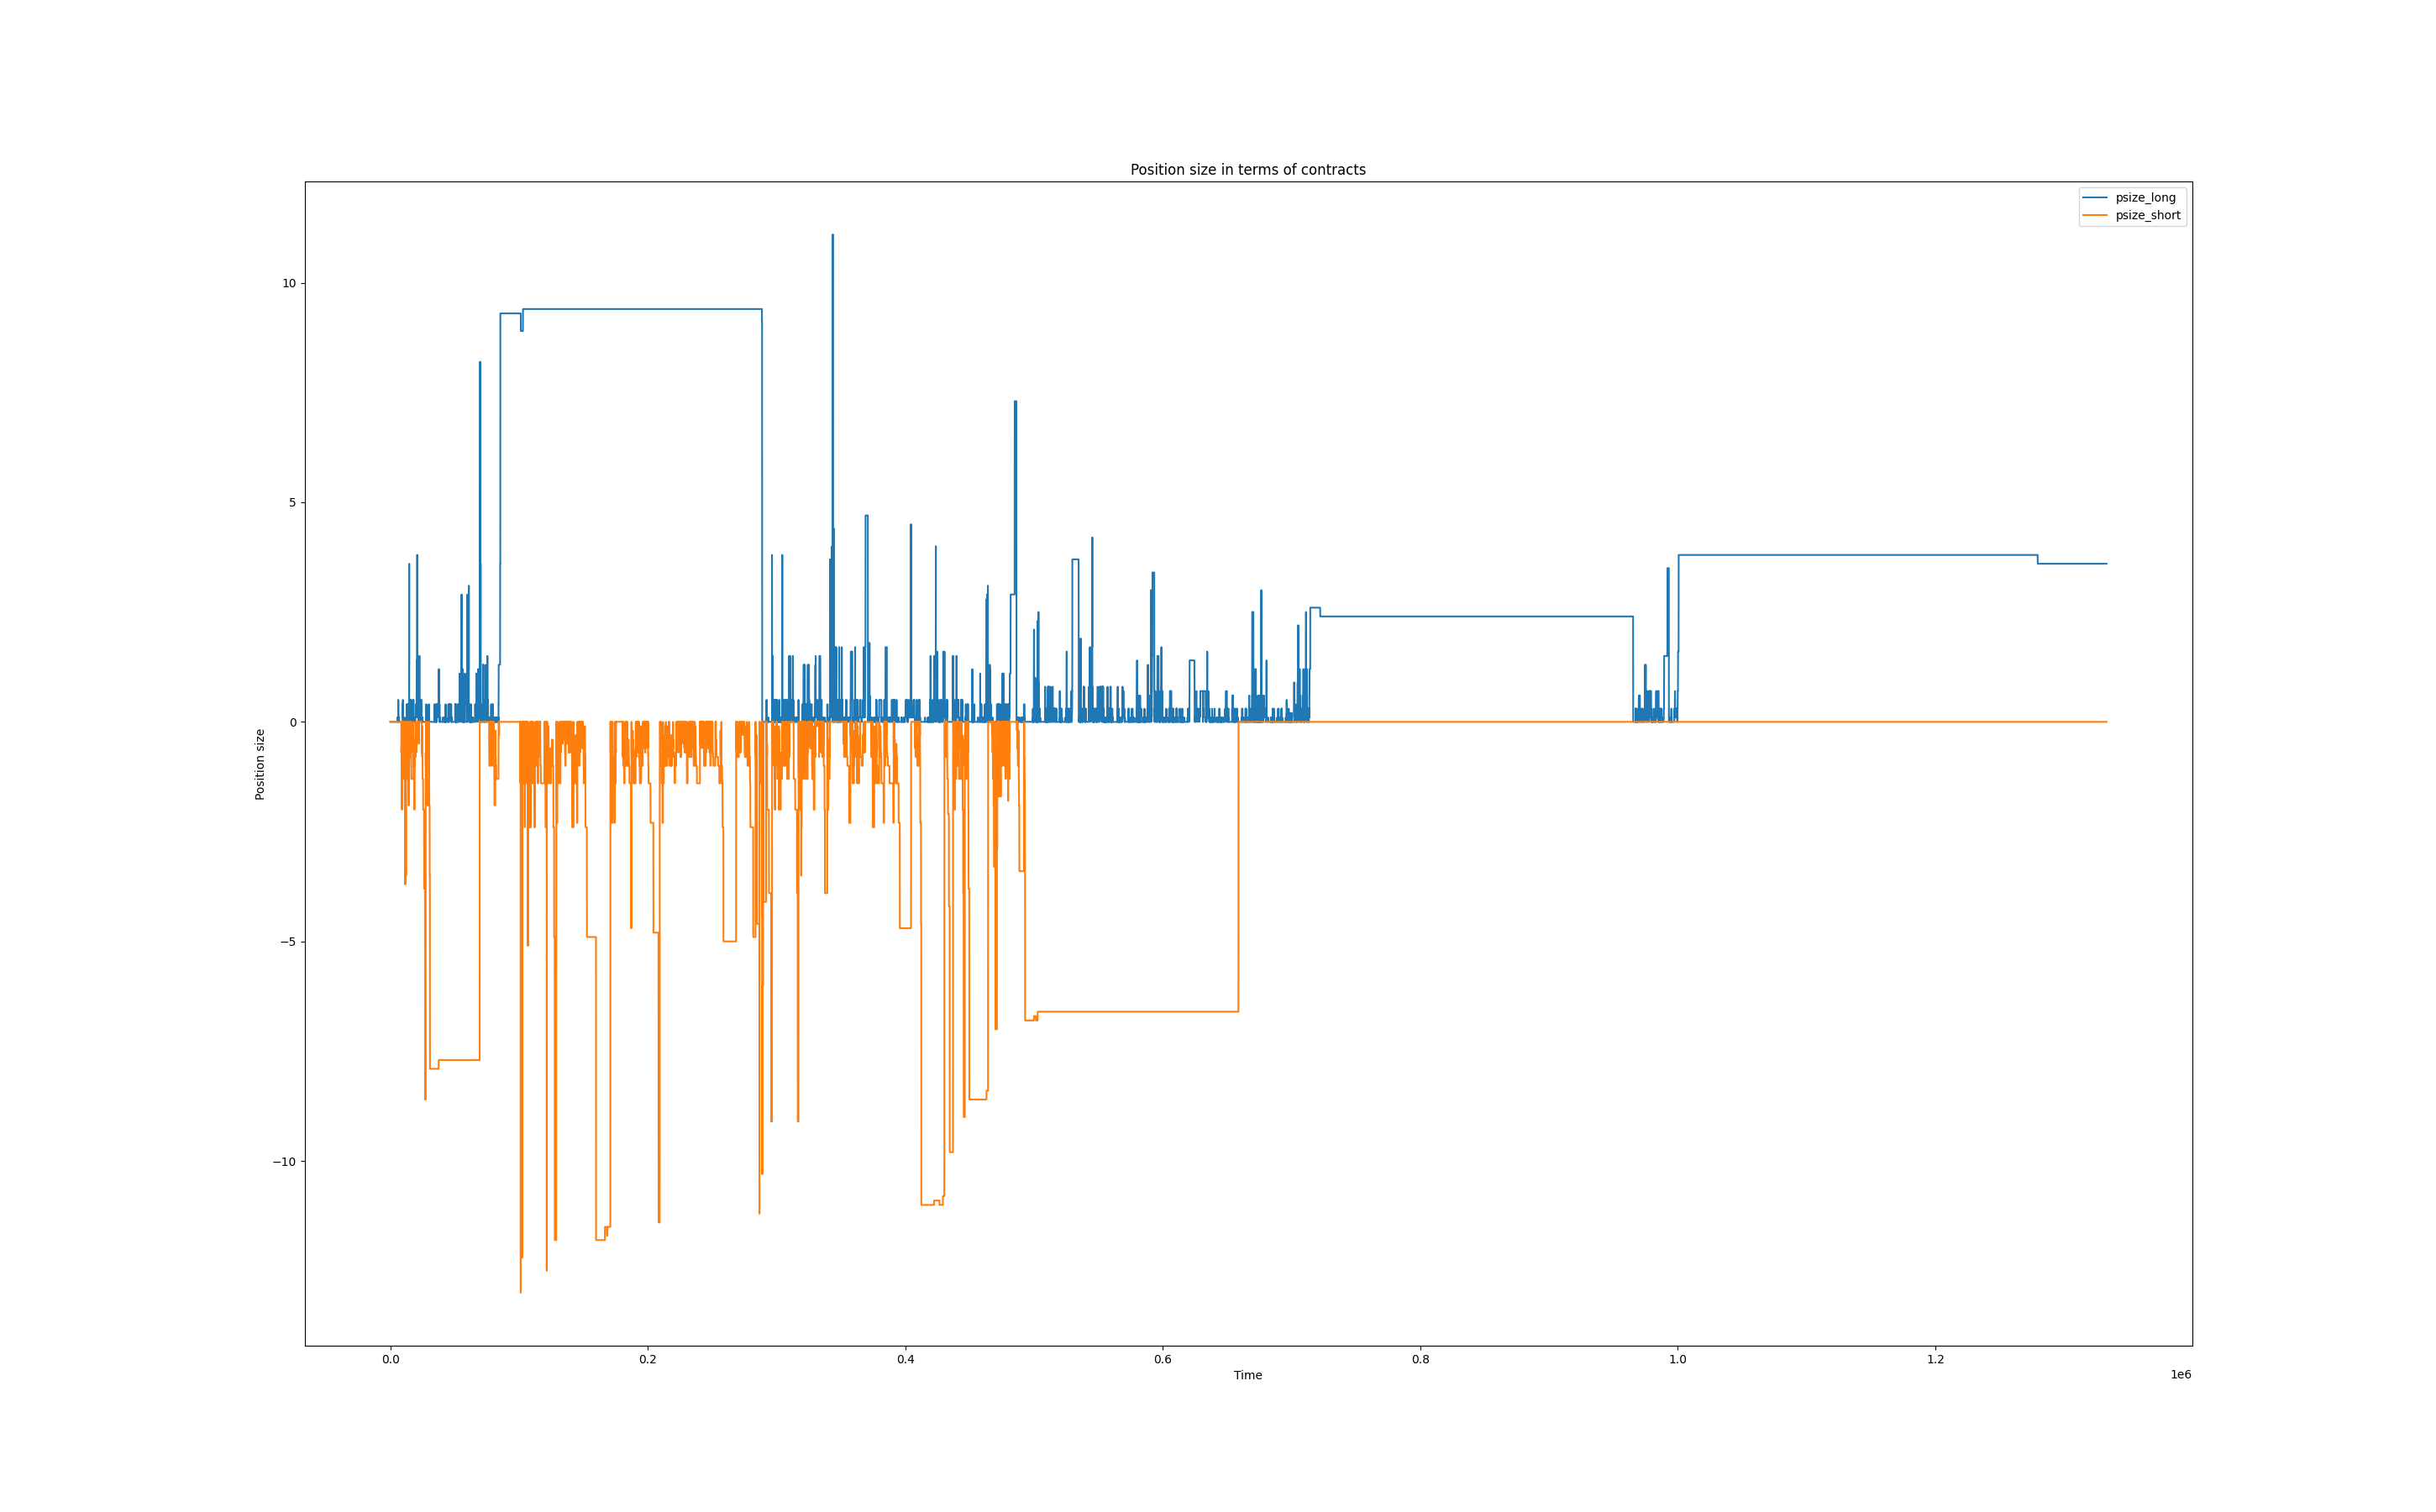 Position size in terms of contracts
psize_long
psize_short
10
5
0
−5
−10
Position size
0.0 0.2 0.4 0.6 0.8 1.0 1.2
Time
1e6